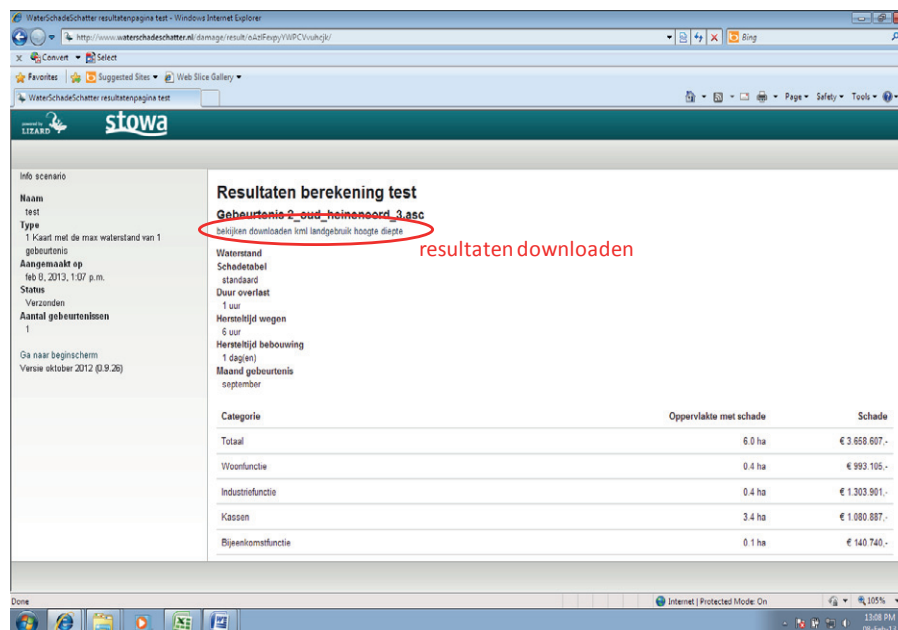 WaterSchadeSchatter resultatenpagina test - Windows Internet Explorer
http://www.waterschadeschatter.nl/damage/result/
Bing
x Convert Select
Favorites Suggested Sites Web Slice Gallery
WaterSchadeSchatter resultatenpagina test
Page Safety Tools
powered by
LIZARD
stowa
Info scenario
Naam
test
Type
1 Kaart met de max waterstand van 1
gebeurtenis
Aangemaakt op
feb 8, 2013, 1:07 p.m.
Status
Verzonden
Aantal gebeurtenissen
1
Ga naar beginscherm
Versie oktober 2012 (0.9.26)
Resultaten berekening test
Gebeurtenis 2_oud_heinenoord_3.asc
bekijken downloaden kml landgebruik hoogte diepte
resultaten downloaden
Waterstand
Schadetabel
standaard
Duur overlast
1 uur
Hersteltijd wegen
6 uur
Hersteltijd bebouwing
1 dag(en)
Maand gebeurtenis
september
Categorie Oppervlakte met schade Schade
Totaal 6.0 ha € 3.658.607,-
Woonfunctie 0.4 ha € 993.105,-
Industriefunctie 0.4 ha € 1.303.901,-
Kassen 3.4 ha € 1.080.887,-
Bijeenkomstfunctie 0.1 ha € 140.740,-
Done Internet | Protected Mode: On 105%
13:08 PM